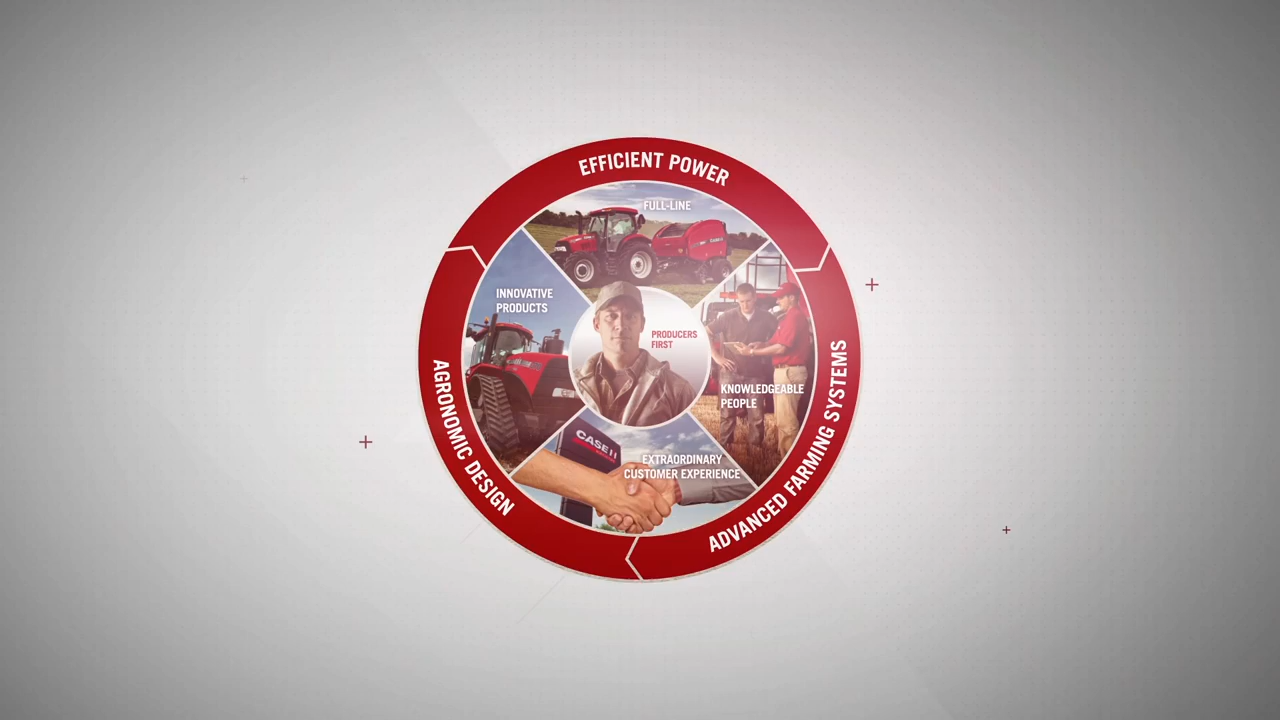 EFFICIENT POWER
FULL-LINE
INNOVATIVE
PRODUCTS
PRODUCERS
FIRST
KNOWLEDGEABLE
PEOPLE
AGRONOMIC DESIGN
ADVANCED FARMING SYSTEMS
CASE IH
EXTRAORDINARY
CUSTOMER EXPERIENCE